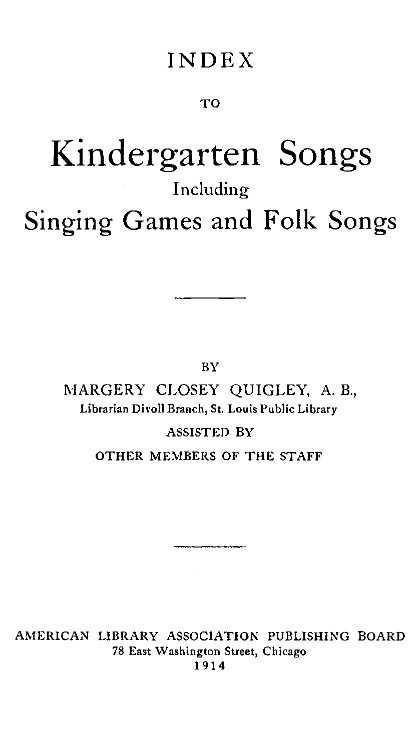 INDEX
TO
Kindergarten Songs
Including
Singing Games and Folk Songs
BY
MARGERY CLOSEY QUIGLEY, A. B.,
Librarian Divoll Branch, St. Louis Public Library
ASSISTED BY
OTHER MEMBERS OF THE STAFF
AMERICAN LIBRARY ASSOCIATION PUBLISHING BOARD
78 East Washington Street, Chicago
1914